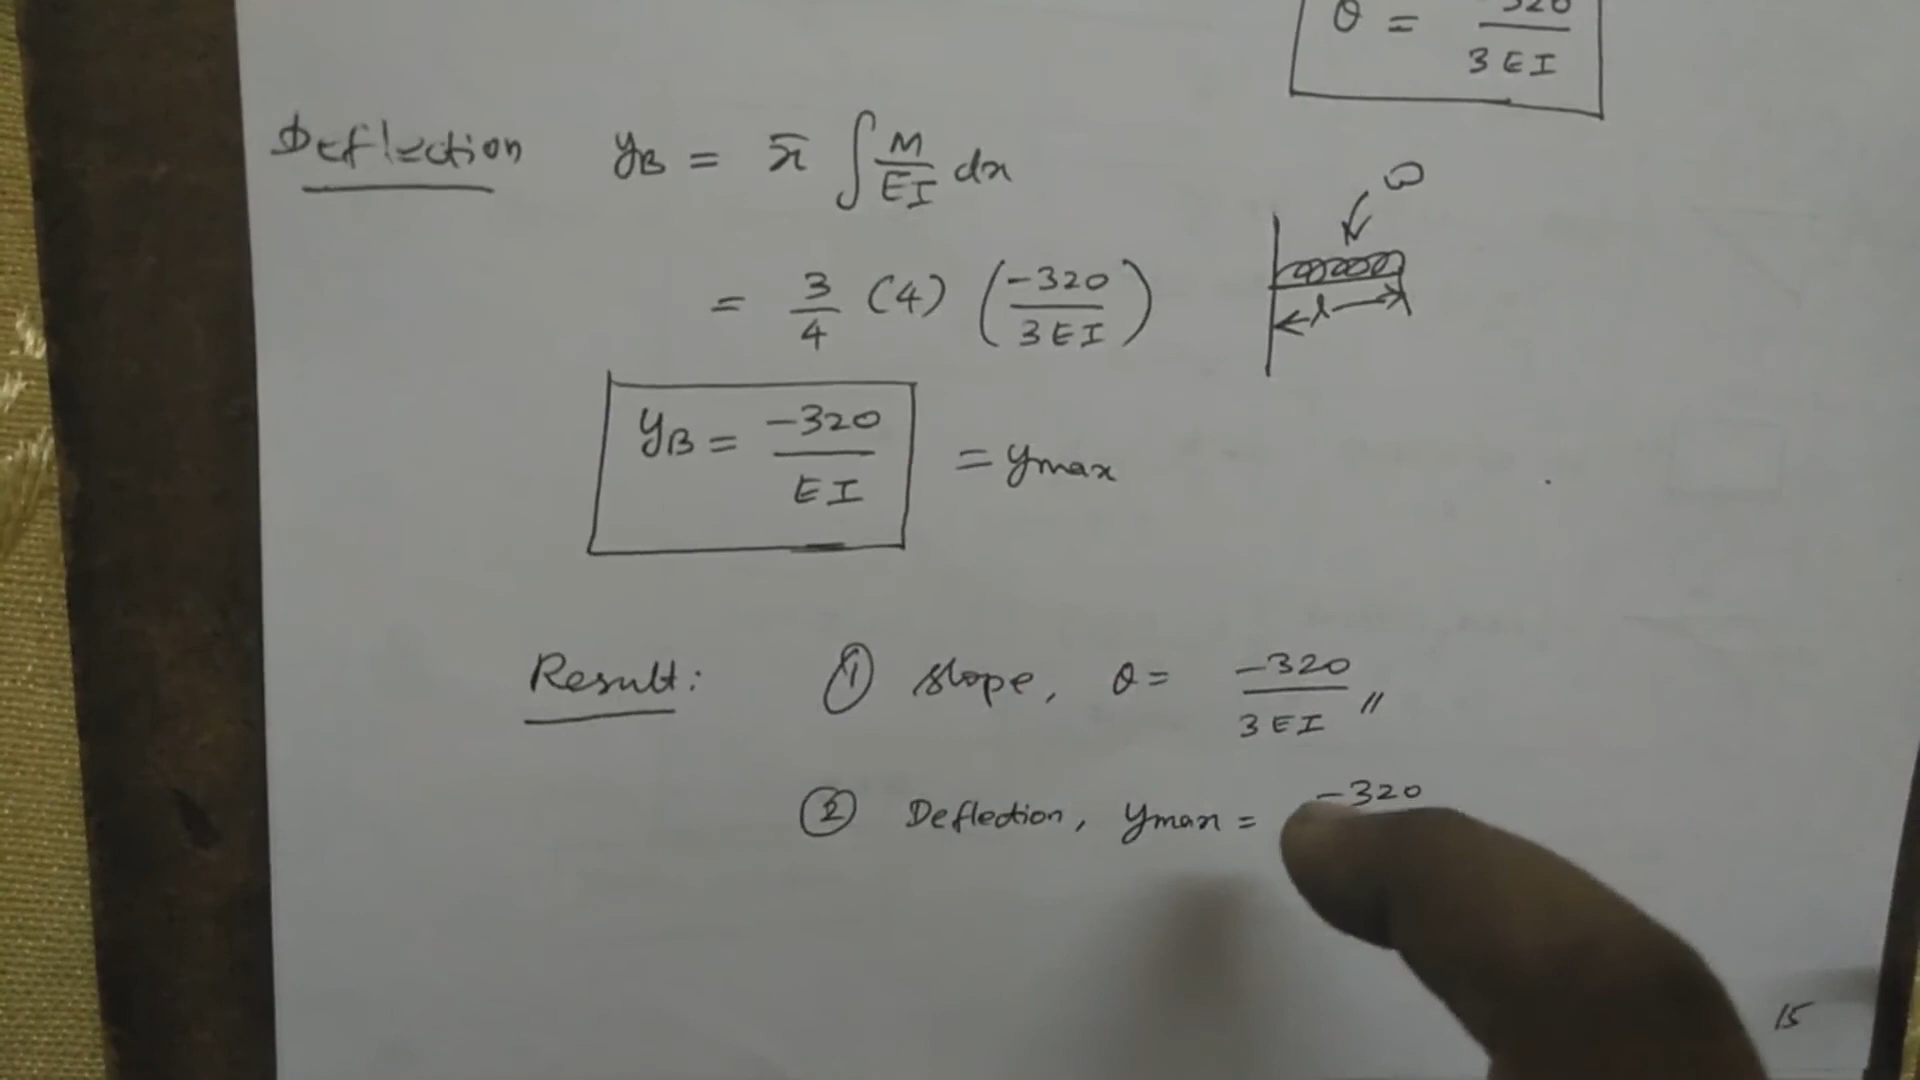 θ = -320 / 3EI
Deflection yB = x̄ ∫ M/EI dx
ω
= 3/4 (4) (-320 / 3EI)
l
yB = -320 / EI = ymax
Result: ① slope, θ = -320 / 3EI //
② Deflection, ymax = -320
15